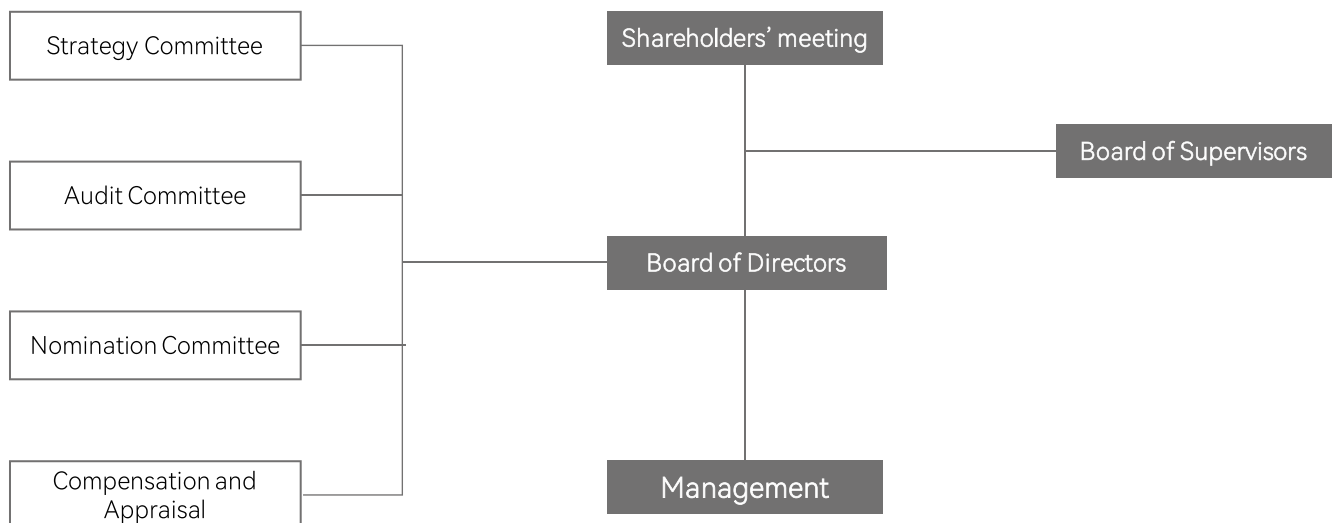 Strategy Committee
Shareholders’ meeting
Board of Supervisors
Audit Committee
Board of Directors
Nomination Committee
Compensation and
Appraisal
Management